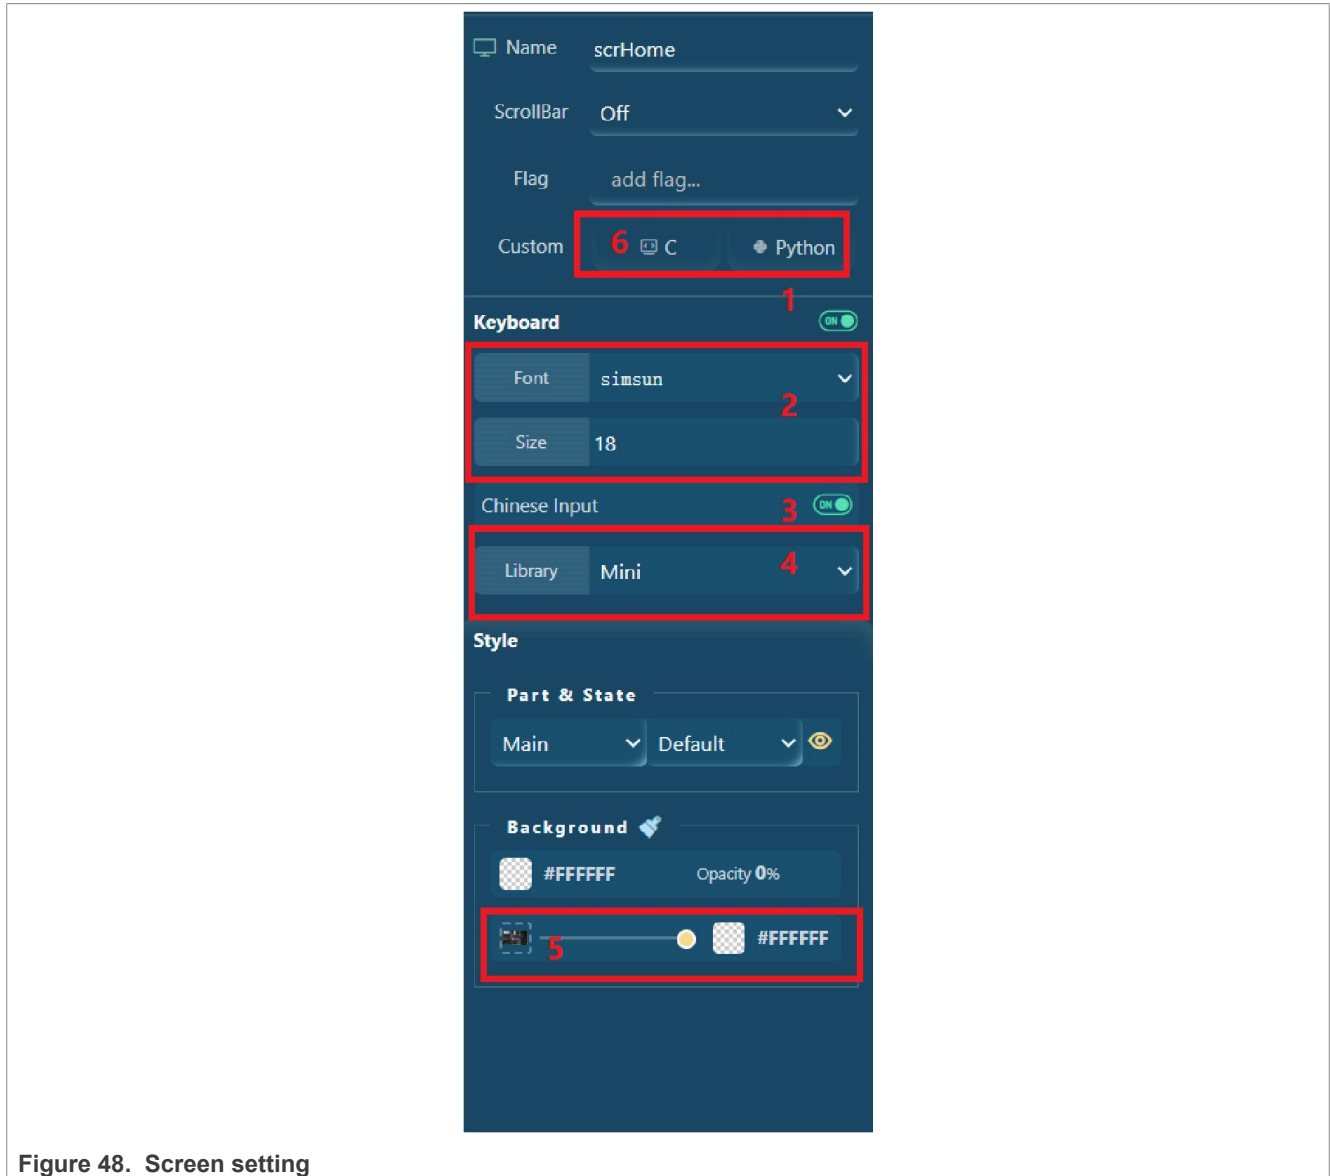 Name scrHome
ScrollBar Off
Flag add flag...
Custom 6 C Python
1
Keyboard ON
Font simsun
2
Size 18
Chinese Input 3 ON
Library Mini 4
Style
Part & State
Main Default
Background
#FFFFFF Opacity 0%
5 #FFFFFF
Figure 48. Screen setting